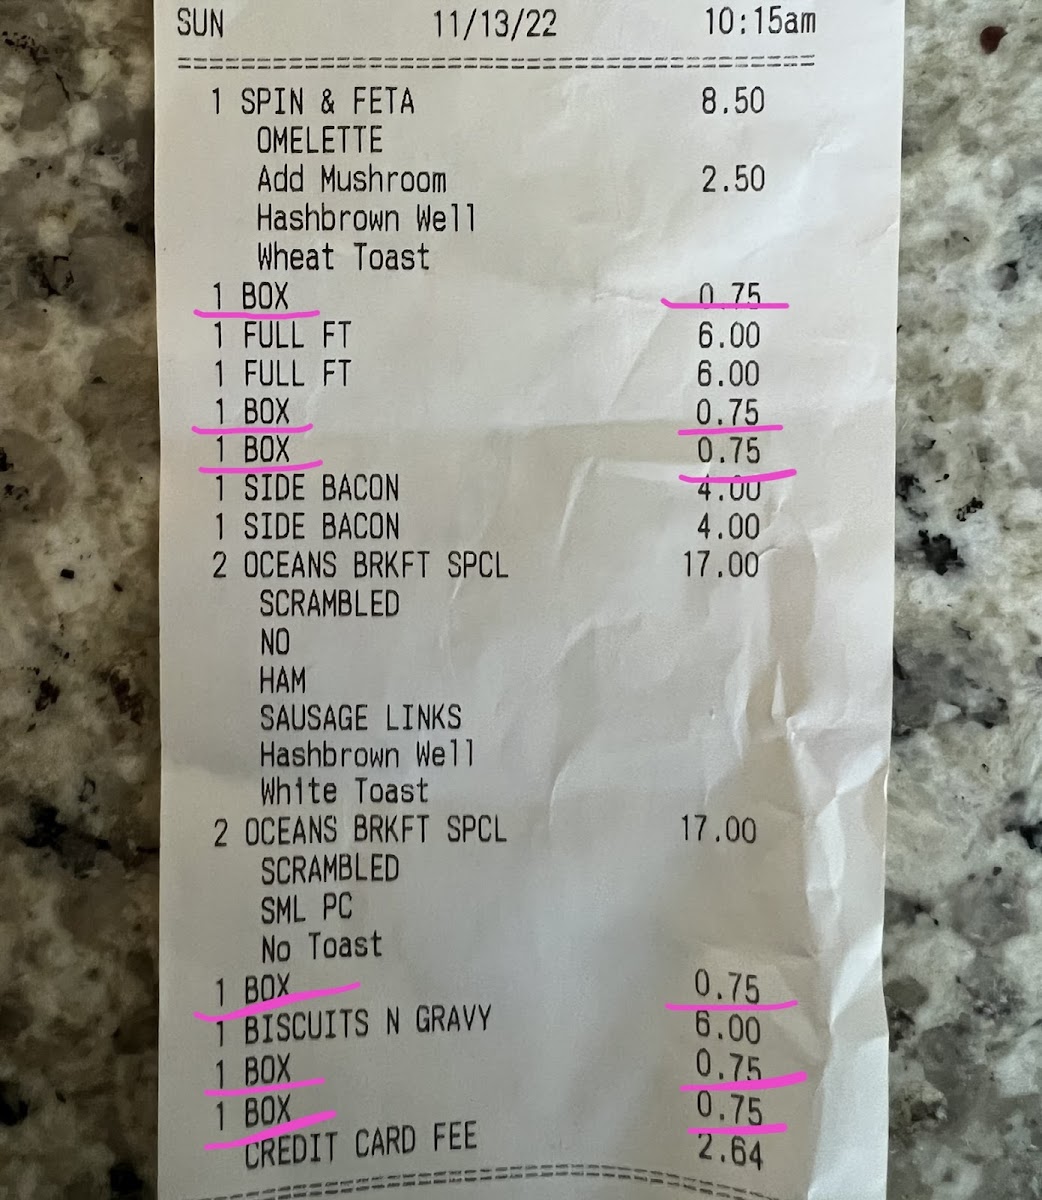 SUN 11/13/22 10:15am
1 SPIN & FETA 8.50
OMELETTE
Add Mushroom 2.50
Hashbrown Well
Wheat Toast
1 BOX 0.75
1 FULL FT 6.00
1 FULL FT 6.00
1 BOX 0.75
1 BOX 0.75
1 SIDE BACON 4.00
1 SIDE BACON 4.00
2 OCEANS BRKFT SPCL 17.00
SCRAMBLED
NO
HAM
SAUSAGE LINKS
Hashbrown Well
White Toast
2 OCEANS BRKFT SPCL 17.00
SCRAMBLED
SML PC
No Toast
1 BOX 0.75
1 BISCUITS N GRAVY 6.00
1 BOX 0.75
1 BOX 0.75
CREDIT CARD FEE 2.64